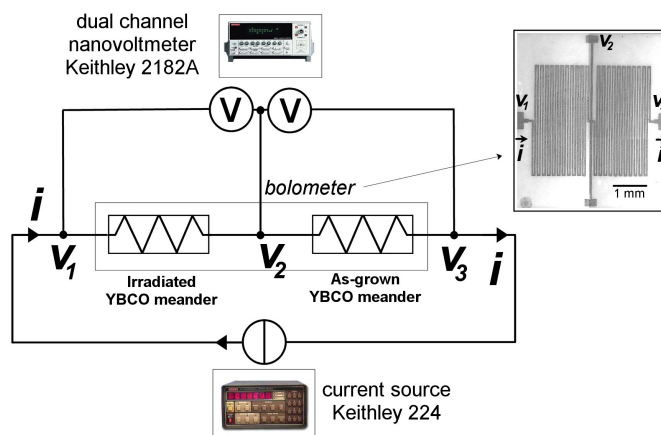 dual channel
nanovoltmeter
Keithley 2182A
V V
V2
V1
i
1 mm
bolometer
i
V1
V2
V3
i
Irradiated
YBCO meander
As-grown
YBCO meander
current source
Keithley 224